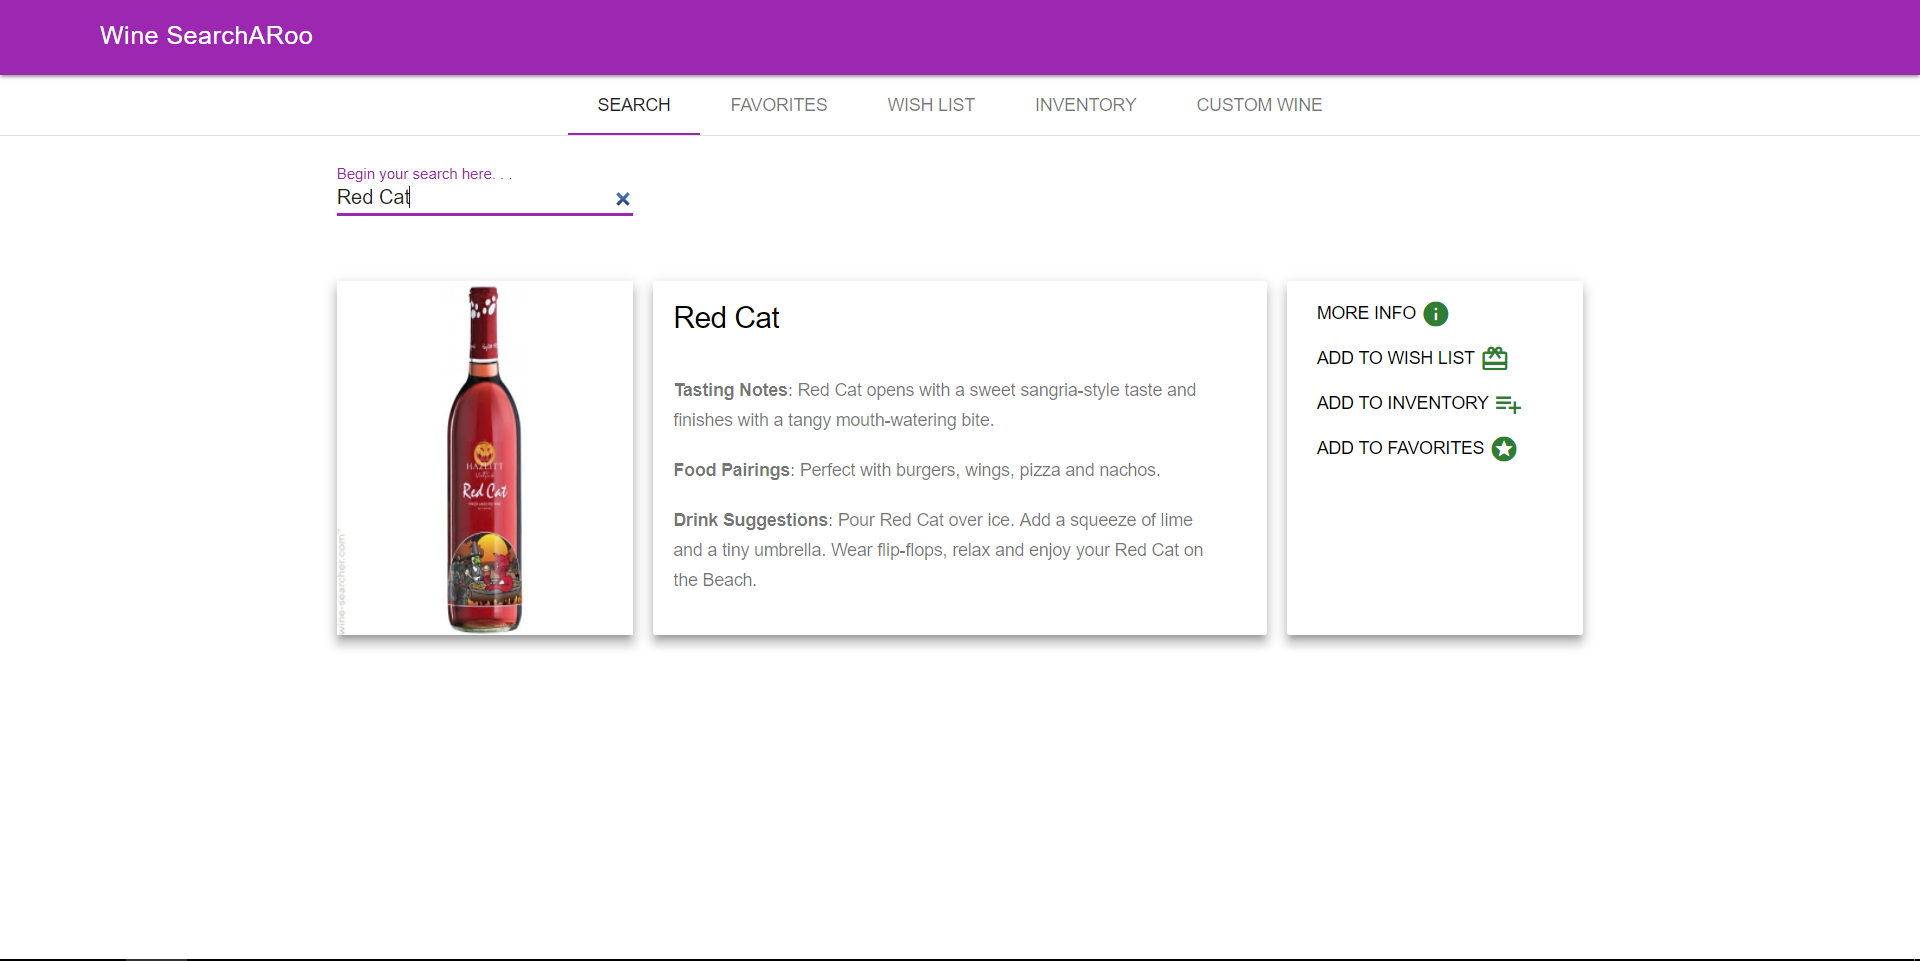 Wine SearchARoo
SEARCH FAVORITES WISH LIST INVENTORY CUSTOM WINE
Begin your search here. . .
Red Cat
HAZLITT
Red Cat
wine-searcher.com
Red Cat
Tasting Notes: Red Cat opens with a sweet sangria-style taste and
finishes with a tangy mouth-watering bite.
Food Pairings: Perfect with burgers, wings, pizza and nachos.
Drink Suggestions: Pour Red Cat over ice. Add a squeeze of lime
and a tiny umbrella. Wear flip-flops, relax and enjoy your Red Cat on
the Beach.
MORE INFO
ADD TO WISH LIST
ADD TO INVENTORY
ADD TO FAVORITES